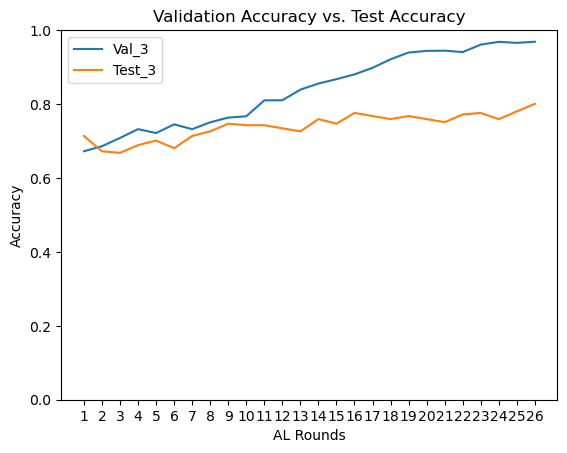 Validation Accuracy vs. Test Accuracy
Val_3
Test_3
1.0
0.8
0.6
0.4
0.2
0.0
Accuracy
1 2 3 4 5 6 7 8 9 10 11 12 13 14 15 16 17 18 19 20 21 22 23 24 25 26
AL Rounds